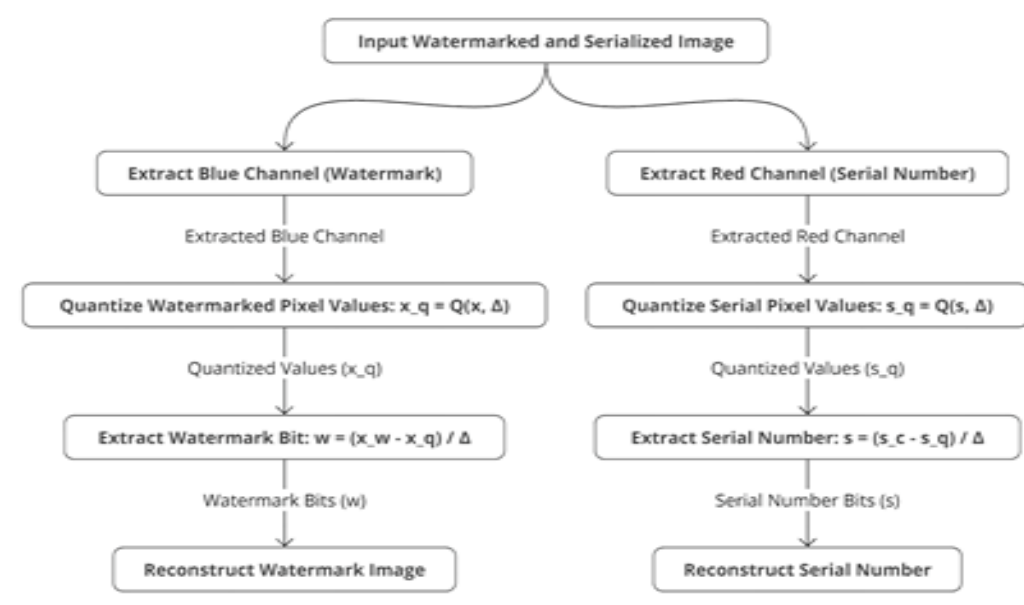 Input Watermarked and Serialized Image
Extract Blue Channel (Watermark)
Extract Red Channel (Serial Number)
Extracted Blue Channel
Extracted Red Channel
Quantize Watermarked Pixel Values: x_q = Q(x, Δ)
Quantize Serial Pixel Values: s_q = Q(s, Δ)
Quantized Values (x_q)
Quantized Values (s_q)
Extract Watermark Bit: w = (x_w - x_q) / Δ
Extract Serial Number: s = (s_c - s_q) / Δ
Watermark Bits (w)
Serial Number Bits (s)
Reconstruct Watermark Image
Reconstruct Serial Number